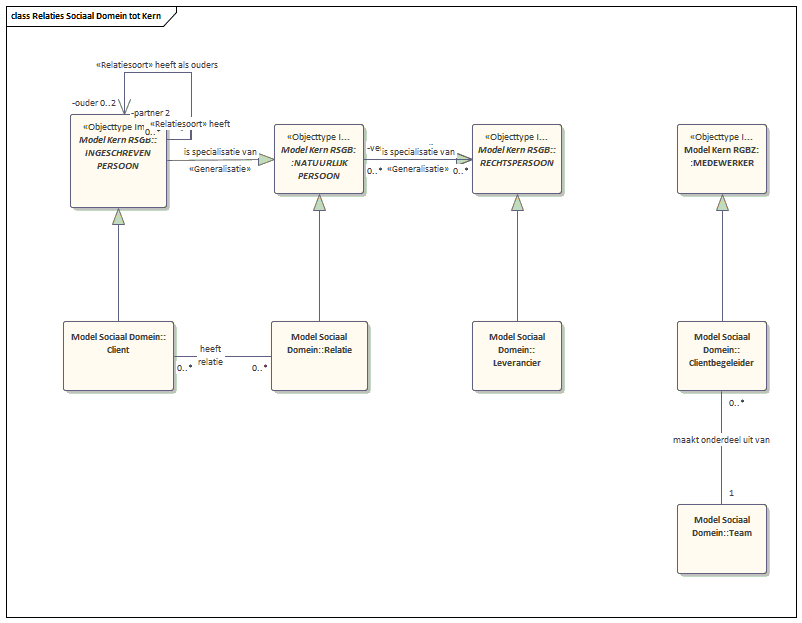 class Relaties Sociaal Domein tot Kern
«Relatiesoort» heeft als ouders
-ouder 0..2
-partner 2
«Relatiesoort» heeft
0..*
«Objecttype Im
Model Kern RSGB::
INGESCHREVEN
PERSOON
is specialisatie van
«Generalisatie»
«Objecttype I...
Model Kern RSGB:
:NATUURLIJK
PERSOON
-ve
is specialisatie van
0..*
«Generalisatie»
0..*
«Objecttype I...
Model Kern RSGB::
RECHTSPERSOON
«Objecttype I...
Model Kern RGBZ:
:MEDEWERKER
Model Sociaal Domein::
Client
heeft
relatie
0..*
0..*
Model Sociaal
Domein::Relatie
Model Sociaal
Domein::
Leverancier
Model Sociaal
Domein::
Clientbegeleider
0..*
maakt onderdeel uit van
1
Model Sociaal
Domein::Team